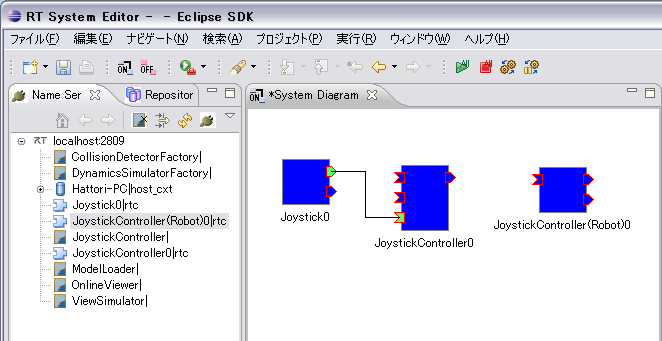 RT System Editor - - Eclipse SDK
ファイル(F) 編集(E) ナビゲート(N) 検索(A) プロジェクト(P) 実行(R) ウィンドウ(W) ヘルプ(H)
ON OFF
Name Ser Repositor
ON *System Diagram
RT localhost:2809
CollisionDetectorFactory|
DynamicsSimulatorFactory|
Hattori-PC|host_cxt
Joystick0|rtc
JoystickController(Robot)0|rtc
JoystickController|
JoystickController0|rtc
ModelLoader|
OnlineViewer|
ViewSimulator|
Joystick0
JoystickController0
JoystickController(Robot)0